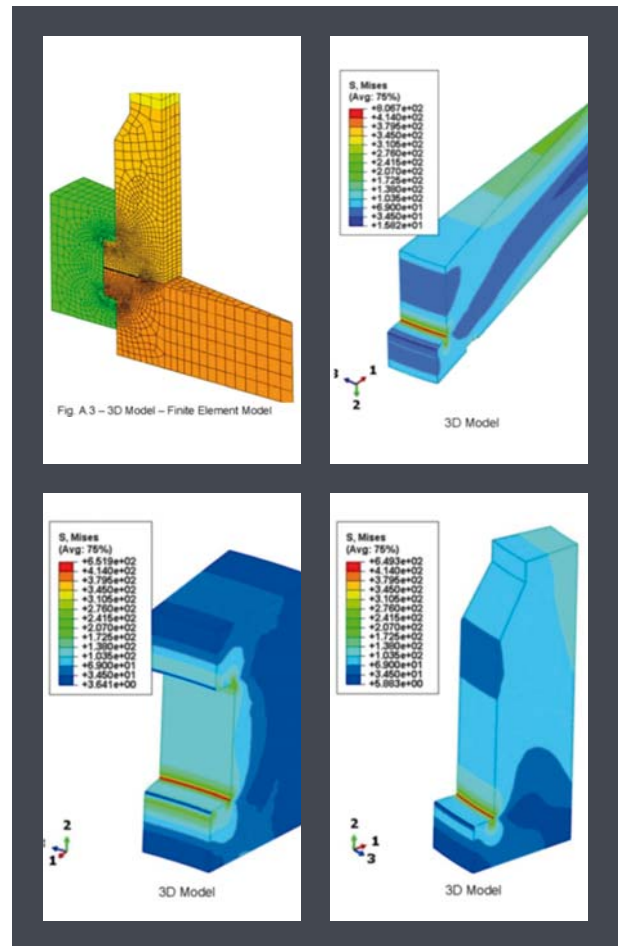 Fig. A.3 – 3D Model – Finite Element Model
S, Mises
(Avg: 75%)
+8.067e+02
+4.140e+02
+3.795e+02
+3.450e+02
+3.105e+02
+2.760e+02
+2.415e+02
+2.070e+02
+1.725e+02
+1.380e+02
+1.035e+02
+6.900e+01
+3.450e+01
+1.582e+01
3
1
2
3D Model
S, Mises
(Avg: 75%)
+6.519e+02
+4.140e+02
+3.795e+02
+3.450e+02
+3.105e+02
+2.760e+02
+2.415e+02
+2.070e+02
+1.725e+02
+1.380e+02
+1.035e+02
+6.900e+01
+3.450e+01
+3.641e+00
2
1
3D Model
S, Mises
(Avg: 75%)
+6.493e+02
+4.140e+02
+3.795e+02
+3.450e+02
+3.105e+02
+2.760e+02
+2.415e+02
+2.070e+02
+1.725e+02
+1.380e+02
+1.035e+02
+6.900e+01
+3.450e+01
+5.883e+00
2
1
3
3D Model